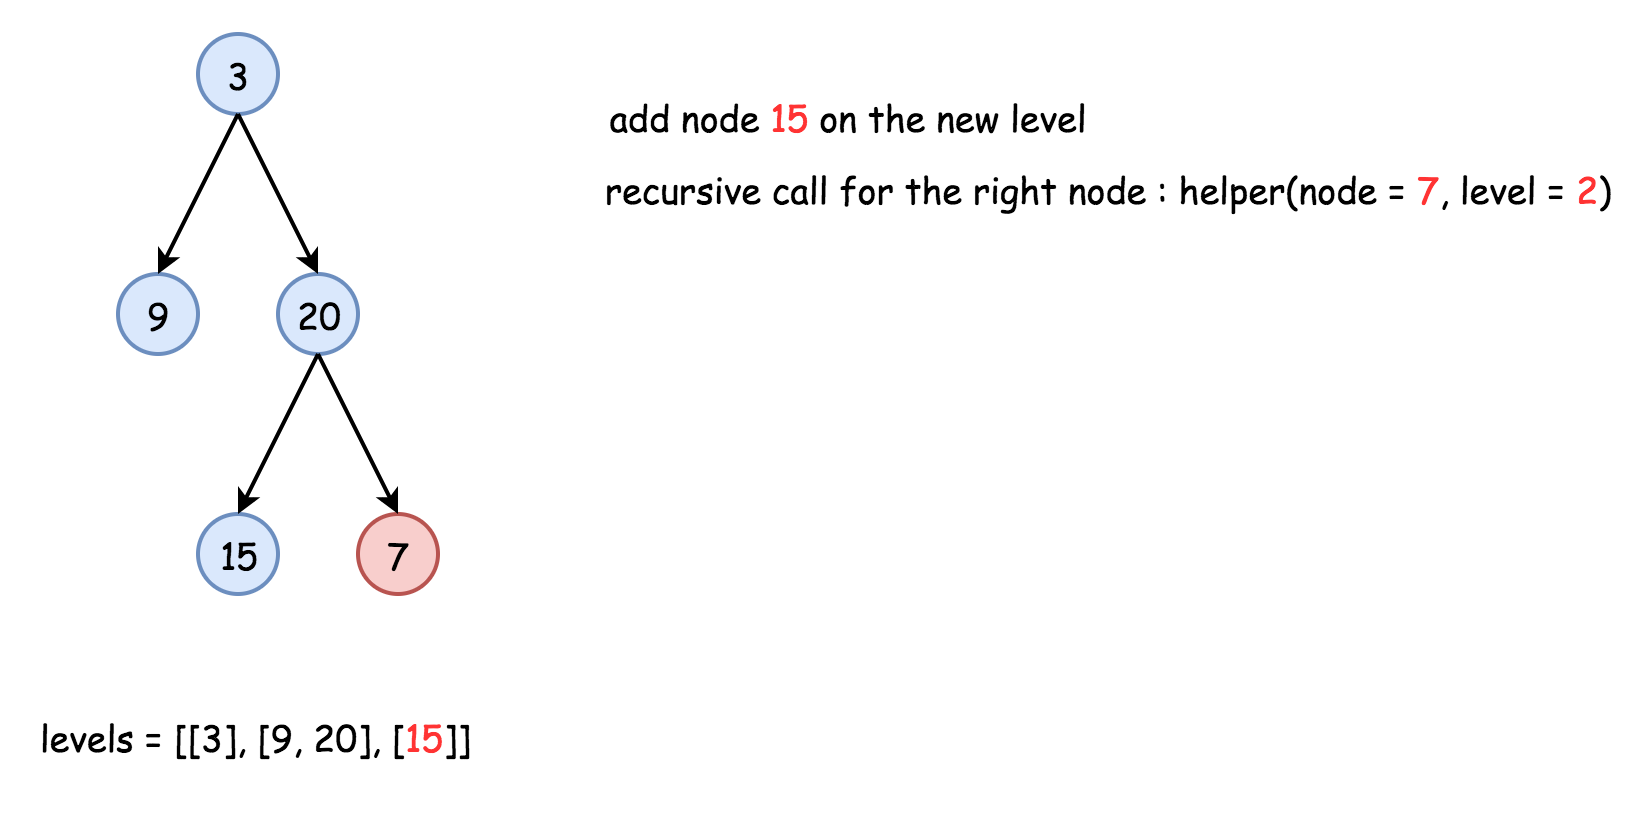 3
add node 15 on the new level
recursive call for the right node : helper(node = 7, level = 2)
9 20
15 7
levels = [[3], [9, 20], [15]]